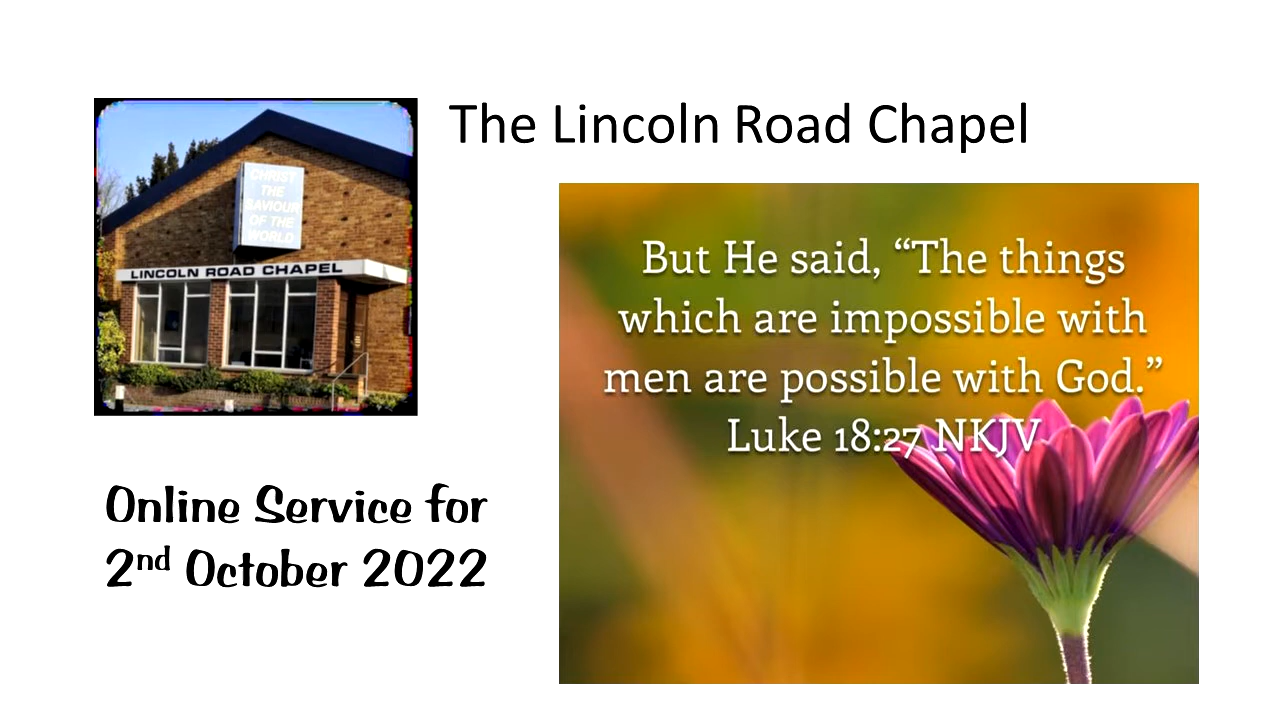 The Lincoln Road Chapel
CHRIST
THE
SAVIOUR
OF THE
WORLD
LINCOLN ROAD CHAPEL
But He said, “The things
which are impossible with
men are possible with God.”
Luke 18:27 NKJV
Online Service for
2nd October 2022